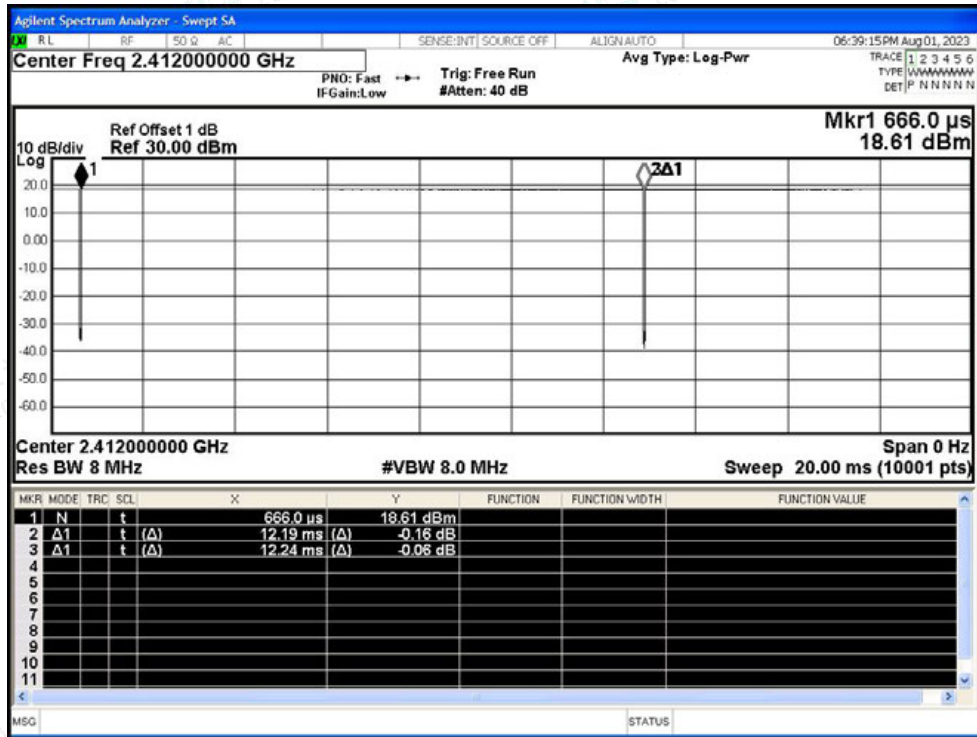 Agilent Spectrum Analyzer - Swept SA
RL RF 50 Ω AC SENSE:INT SOURCE OFF ALIGNAUTO 06:39:15PM Aug01, 2023
Center Freq 2.412000000 GHz
PNO: Fast
IFGain:Low
Trig: Free Run
#Atten: 40 dB
Avg Type: Log-Pwr
TRACE 1 2 3 4 5 6
TYPE
DET P N N N N N
Mkr1 666.0 µs
18.61 dBm
Ref Offset 1 dB
10 dB/div Ref 30.00 dBm
Log
1
Δ1
20.0
10.0
0.00
-10.0
-20.0
-30.0
-40.0
-50.0
-60.0
Center 2.412000000 GHz Span 0 Hz
Res BW 8 MHz #VBW 8.0 MHz Sweep 20.00 ms (10001 pts)
MKR MODE TRC SCL X Y FUNCTION FUNCTION WIDTH FUNCTION VALUE
1 N t 666.0 µs 18.61 dBm
2 Δ1 t (Δ) 12.19 ms (Δ) -0.16 dB
3 Δ1 t (Δ) 12.24 ms (Δ) -0.06 dB
4
5
6
7
8
9
10
11
MSG STATUS